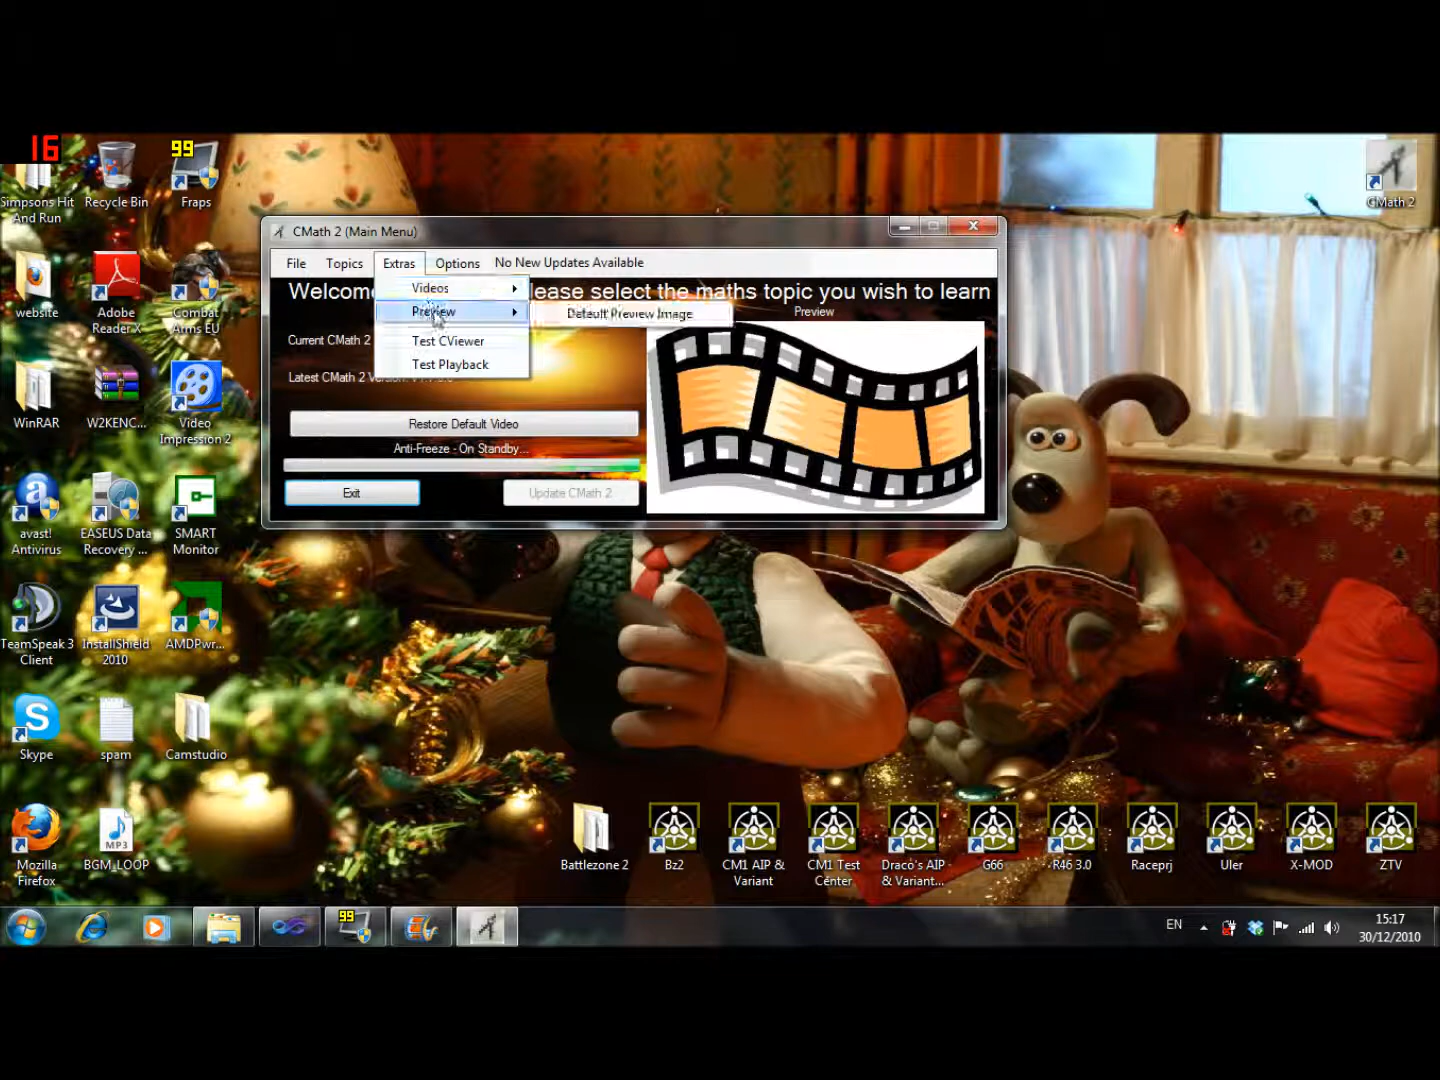 16
99
Simpsons Hit
And Run
Recycle Bin
Fraps
CMath 2
CMath 2 (Main Menu)
File
Topics
Extras
Options
No New Updates Available
Videos
Welcom
lease select the maths topic you wish to learn
Preview
Default Preview Image
Preview
Current CMath 2
Test CViewer
Test Playback
Latest CMath 2
Restore Default Video
Anti-Freeze - On Standby...
Exit
Update CMath 2
website
Adobe
Reader X
Combat
Arms EU
WinRAR
W2KENC...
Video
Impression 2
avast!
Antivirus
EASEUS Data
Recovery ...
SMART
Monitor
TeamSpeak 3
Client
InstallShield
2010
AMDPwr...
Skype
spam
Camstudio
Mozilla
Firefox
MP3
BGM_LOOP
Battlezone 2
Bz2
CM1 AIP &
Variant
CM1 Test
Center
Draco's AIP
& Variant...
G66
R46 3.0
Raceprj
Uler
X-MOD
ZTV
99
EN
15:17
30/12/2010